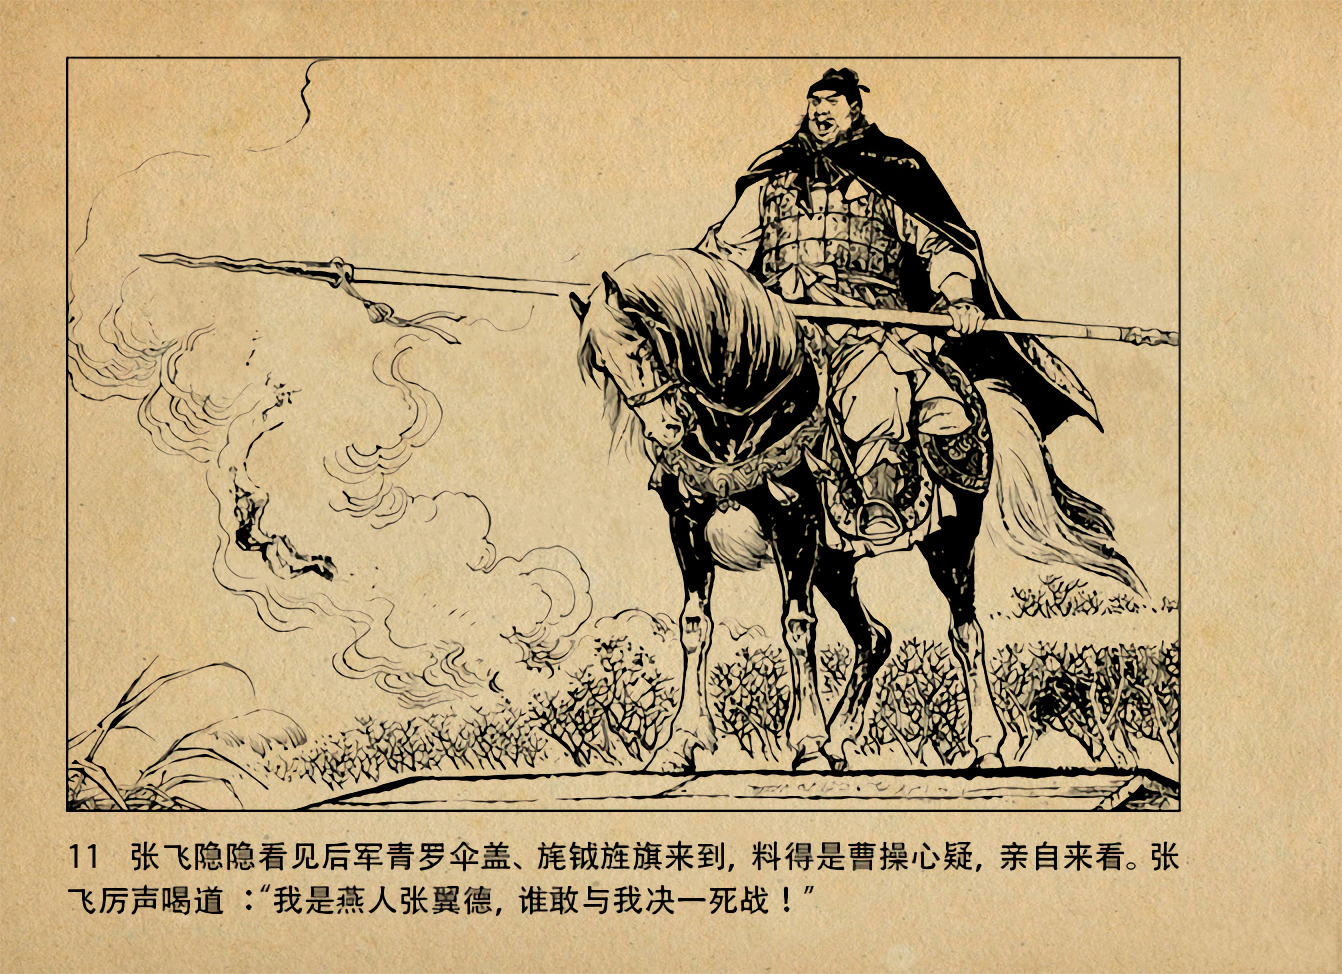 11 张飞隐隐看见后军青罗伞盖、旄钺旌旗来到，料得是曹操心疑，亲自来看。张
飞厉声喝道：“我是燕人张翼德，谁敢与我决一死战！”